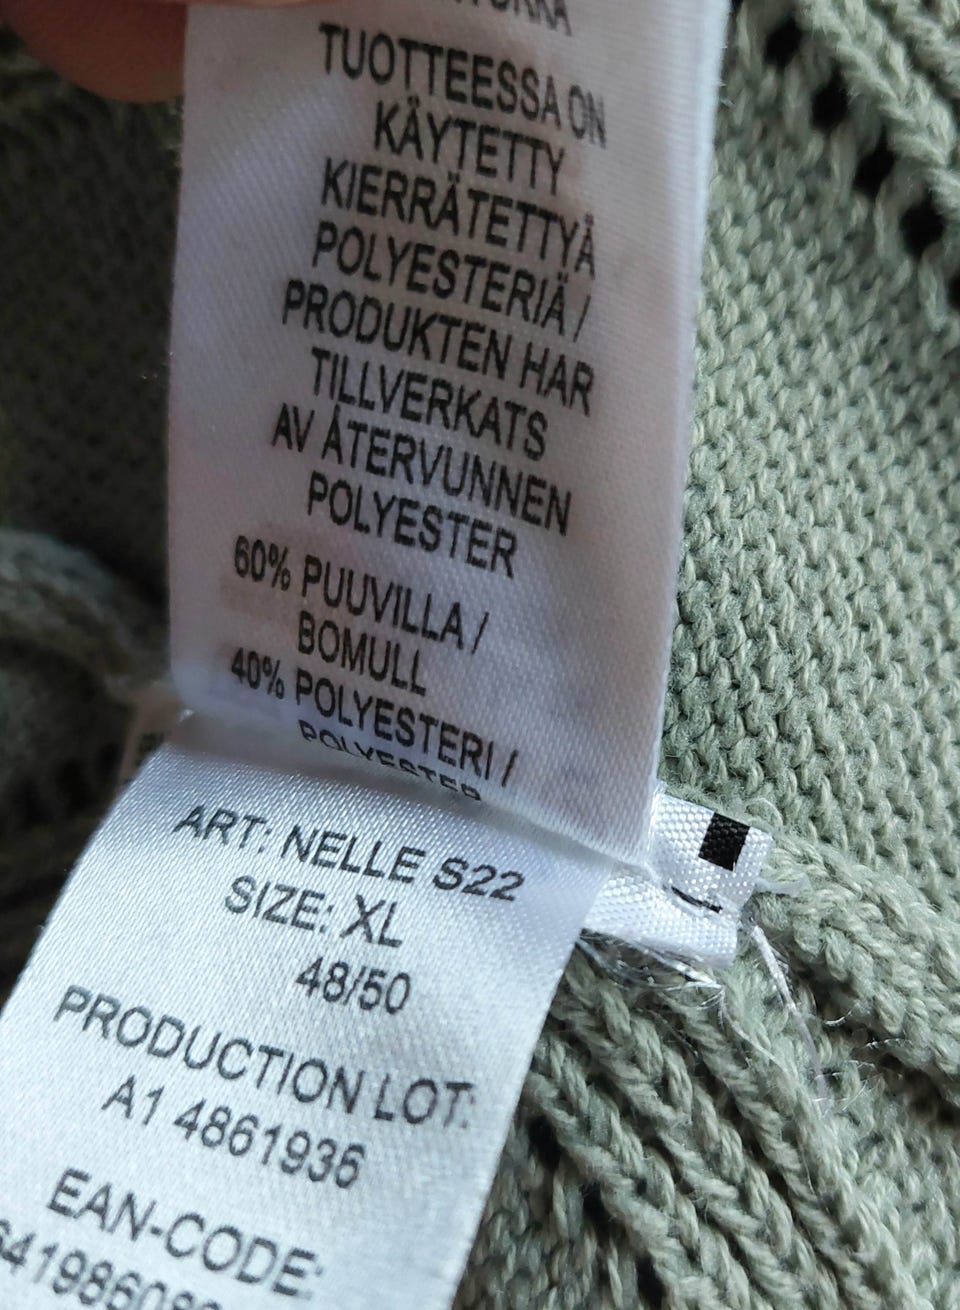 TUOTTEESSA ON
KÄYTETTY
KIERRÄTETTYÄ
POLYESTERIÄ /
PRODUKTEN HAR
TILLVERKATS
AV ÅTERVUNNEN
POLYESTER
60% PUUVILLA /
BOMULL
40% POLYESTERI /
POLYESTER
ART: NELLE S22
SIZE: XL
48/50
PRODUCTION LOT:
A1 4861936
EAN-CODE: